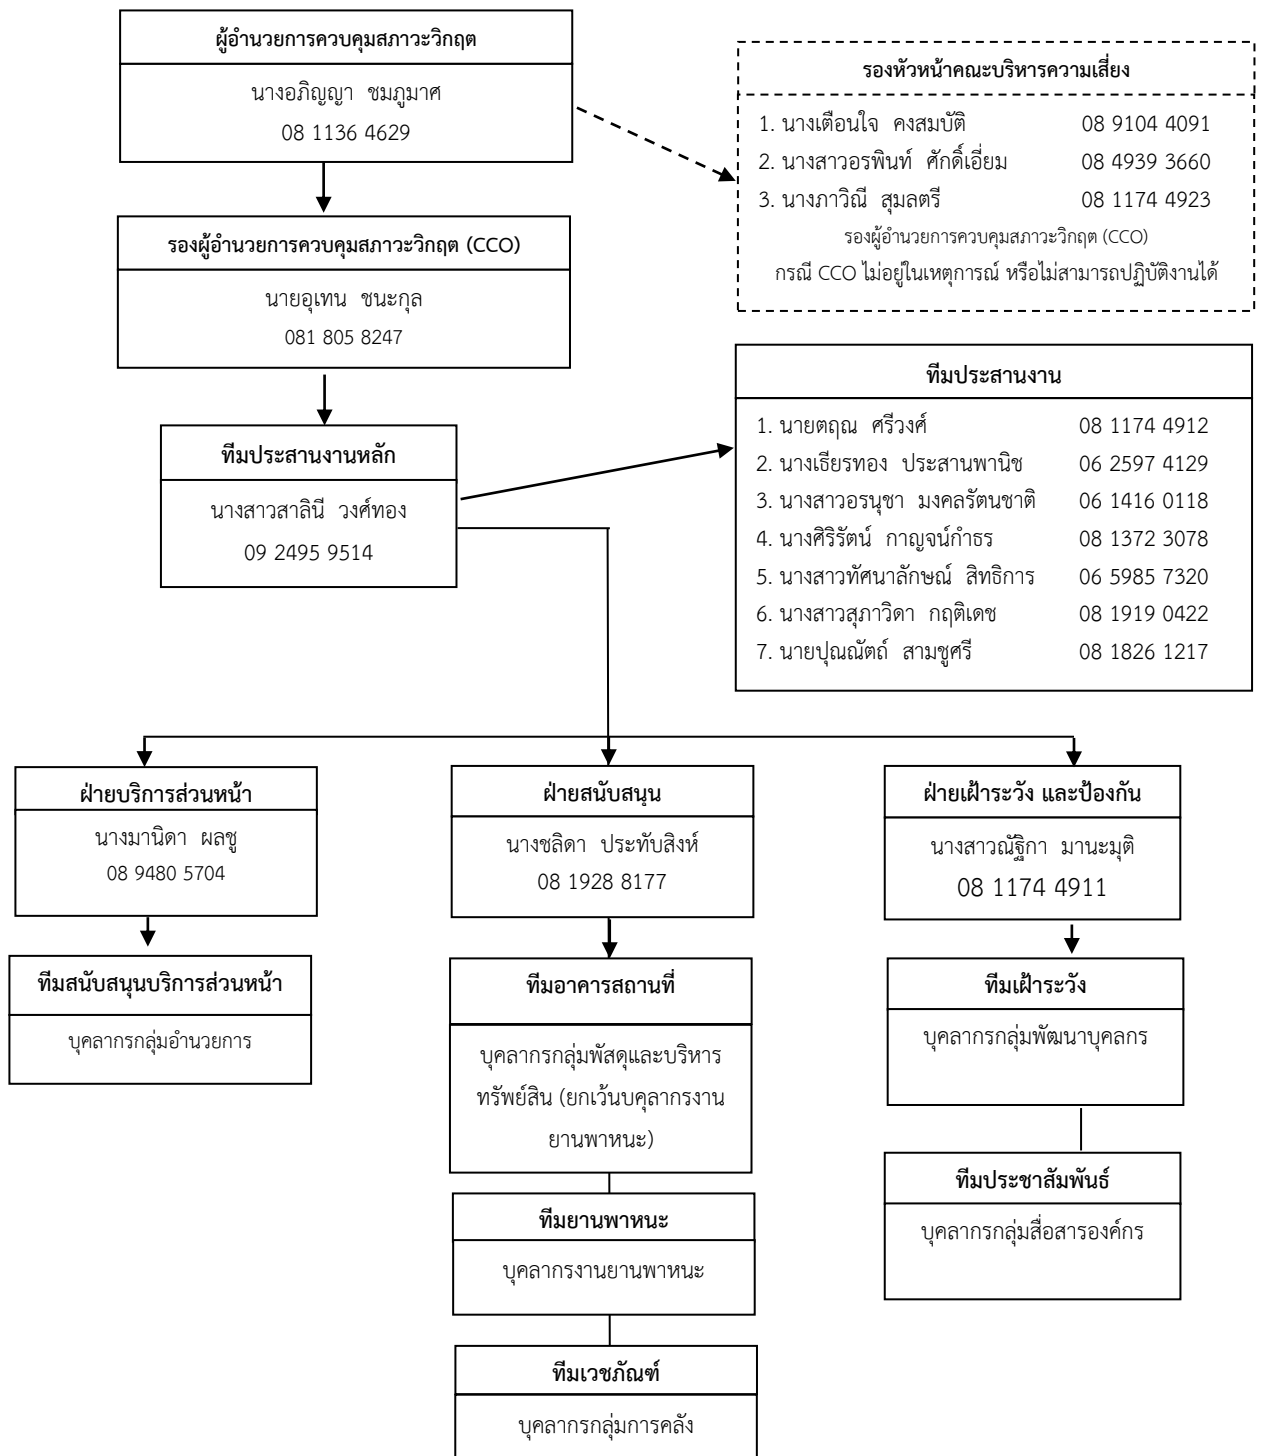 ผู้อำนวยการควบคุมสภาวะวิกฤต
นางอภิญญา ชมภูมาศ
08 1136 4629
รองหัวหน้าคณะบริหารความเสี่ยง
1. นางเตือนใจ คงสมบัติ 08 9104 4091
2. นางสาวอรพินท์ ศักดิ์เอี่ยม 08 4939 3660
3. นางภาวิณี สุมลตรี 08 1174 4923
รองผู้อำนวยการควบคุมสภาวะวิกฤต (CCO)
กรณี CCO ไม่อยู่ในเหตุการณ์ หรือไม่สามารถปฏิบัติงานได้
รองผู้อำนวยการควบคุมสภาวะวิกฤต (CCO)
นายอุเทน ชนะกุล
081 805 8247
ทีมประสานงานหลัก
นางสาวสาลินี วงศ์ทอง
09 2495 9514
ทีมประสานงาน
1. นายตฤณ ศรีวงศ์ 08 1174 4912
2. นางเธียรทอง ประสานพานิช 06 2597 4129
3. นางสาวอรนุชา มงคลรัตนชาติ 06 1416 0118
4. นางศิริรัตน์ กาญจน์กำธร 08 1372 3078
5. นางสาวทัศนาลักษณ์ สิทธิการ 06 5985 7320
6. นางสาวสุภาวิดา กฤติเดช 08 1919 0422
7. นายปุณณัตถ์ สามชูศรี 08 1826 1217
ฝ่ายบริการส่วนหน้า
นางมานิดา ผลชู
08 9480 5704
ทีมสนับสนุนบริการส่วนหน้า
บุคลากรกลุ่มอำนวยการ
ฝ่ายสนับสนุน
นางชลิดา ประทับสิงห์
08 1928 8177
ทีมอาคารสถานที่
บุคลากรกลุ่มพัสดุและบริหาร
ทรัพย์สิน (ยกเว้นบคุลากรงาน
ยานพาหนะ)
ทีมยานพาหนะ
บุคลากรงานยานพาหนะ
ทีมเวชภัณฑ์
บุคลากรกลุ่มการคลัง
ฝ่ายเฝ้าระวัง และป้องกัน
นางสาวณัฐิกา มานะมุติ
08 1174 4911
ทีมเฝ้าระวัง
บุคลากรกลุ่มพัฒนาบุคลกร
ทีมประชาสัมพันธ์
บุคลากรกลุ่มสื่อสารองค์กร